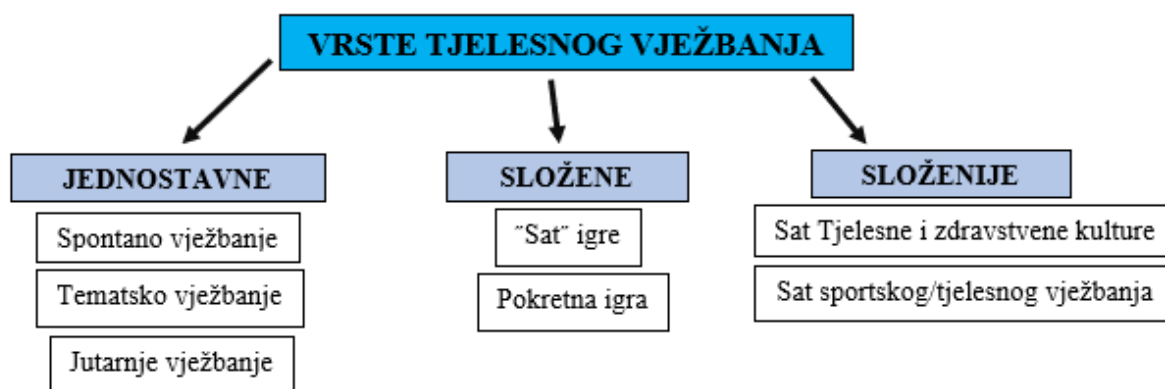 VRSTE TJELESNOG VJEŽBANJA
JEDNOSTAVNE
Spontano vježbanje
Tematsko vježbanje
Jutarnje vježbanje
SLOŽENE
˝Sat˝ igre
Pokretna igra
SLOŽENIJE
Sat Tjelesne i zdravstvene kulture
Sat sportskog/tjelesnog vježbanja